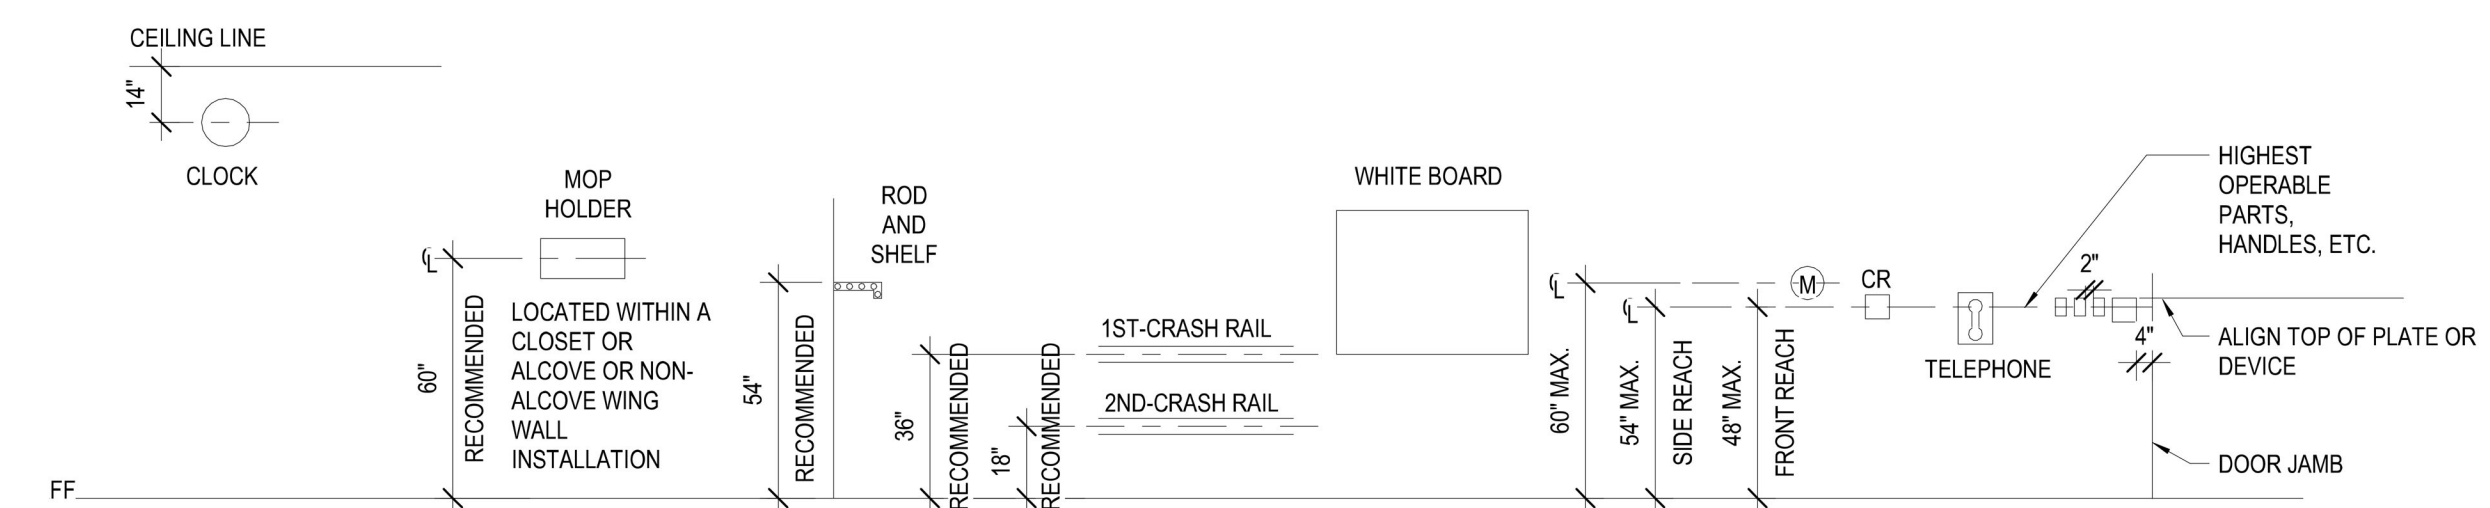 CEILING LINE
14"
CLOCK
MOP
HOLDER
℄
60"
RECOMMENDED
LOCATED WITHIN A
CLOSET OR
ALCOVE OR NON-
ALCOVE WING
WALL
INSTALLATION
54"
RECOMMENDED
ROD
AND
SHELF
36"
RECOMMENDED
18"
RECOMMENDED
1ST-CRASH RAIL
2ND-CRASH RAIL
WHITE BOARD
℄
60" MAX.
℄
54" MAX.
SIDE REACH
48" MAX.
FRONT REACH
M
CR
TELEPHONE
2"
4"
HIGHEST
OPERABLE
PARTS,
HANDLES, ETC.
ALIGN TOP OF PLATE OR
DEVICE
DOOR JAMB
FF